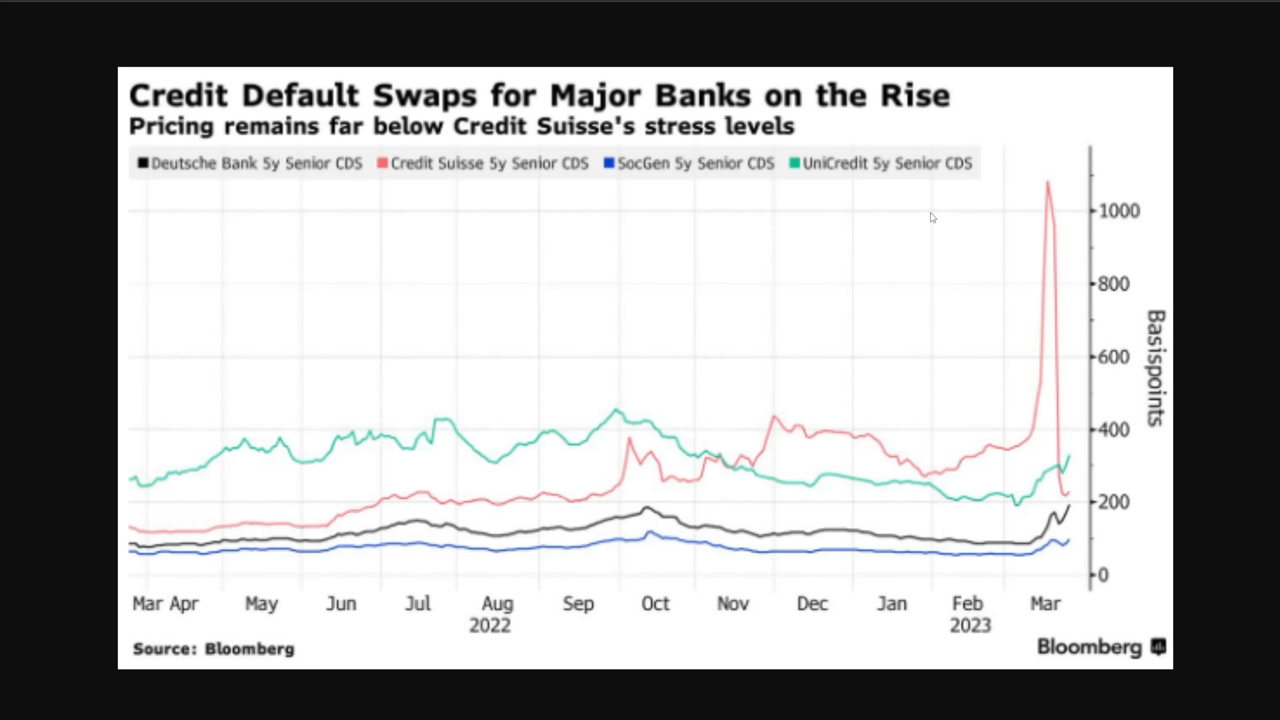 Credit Default Swaps for Major Banks on the Rise
Pricing remains far below Credit Suisse's stress levels
Deutsche Bank 5y Senior CDS Credit Suisse 5y Senior CDS SocGen 5y Senior CDS UniCredit 5y Senior CDS
1000
800
600
400
200
0
Basispoints
Mar Apr May Jun Jul Aug Sep Oct Nov Dec Jan Feb Mar
2022 2023
Source: Bloomberg
Bloomberg